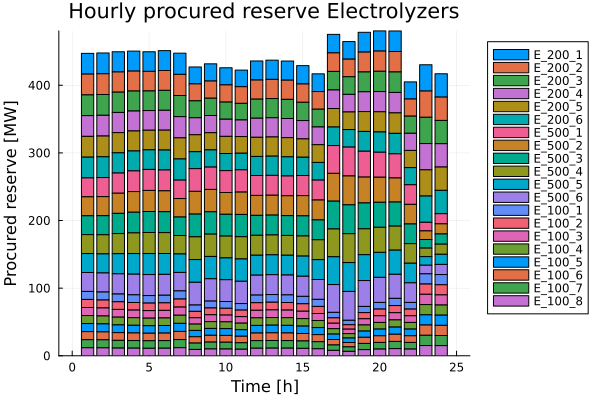 Hourly procured reserve Electrolyzers
Procured reserve [MW]
400
300
200
100
0
0 5 10 15 20 25
Time [h]
E_200_1
E_200_2
E_200_3
E_200_4
E_200_5
E_200_6
E_500_1
E_500_2
E_500_3
E_500_4
E_500_5
E_500_6
E_100_1
E_100_2
E_100_3
E_100_4
E_100_5
E_100_6
E_100_7
E_100_8